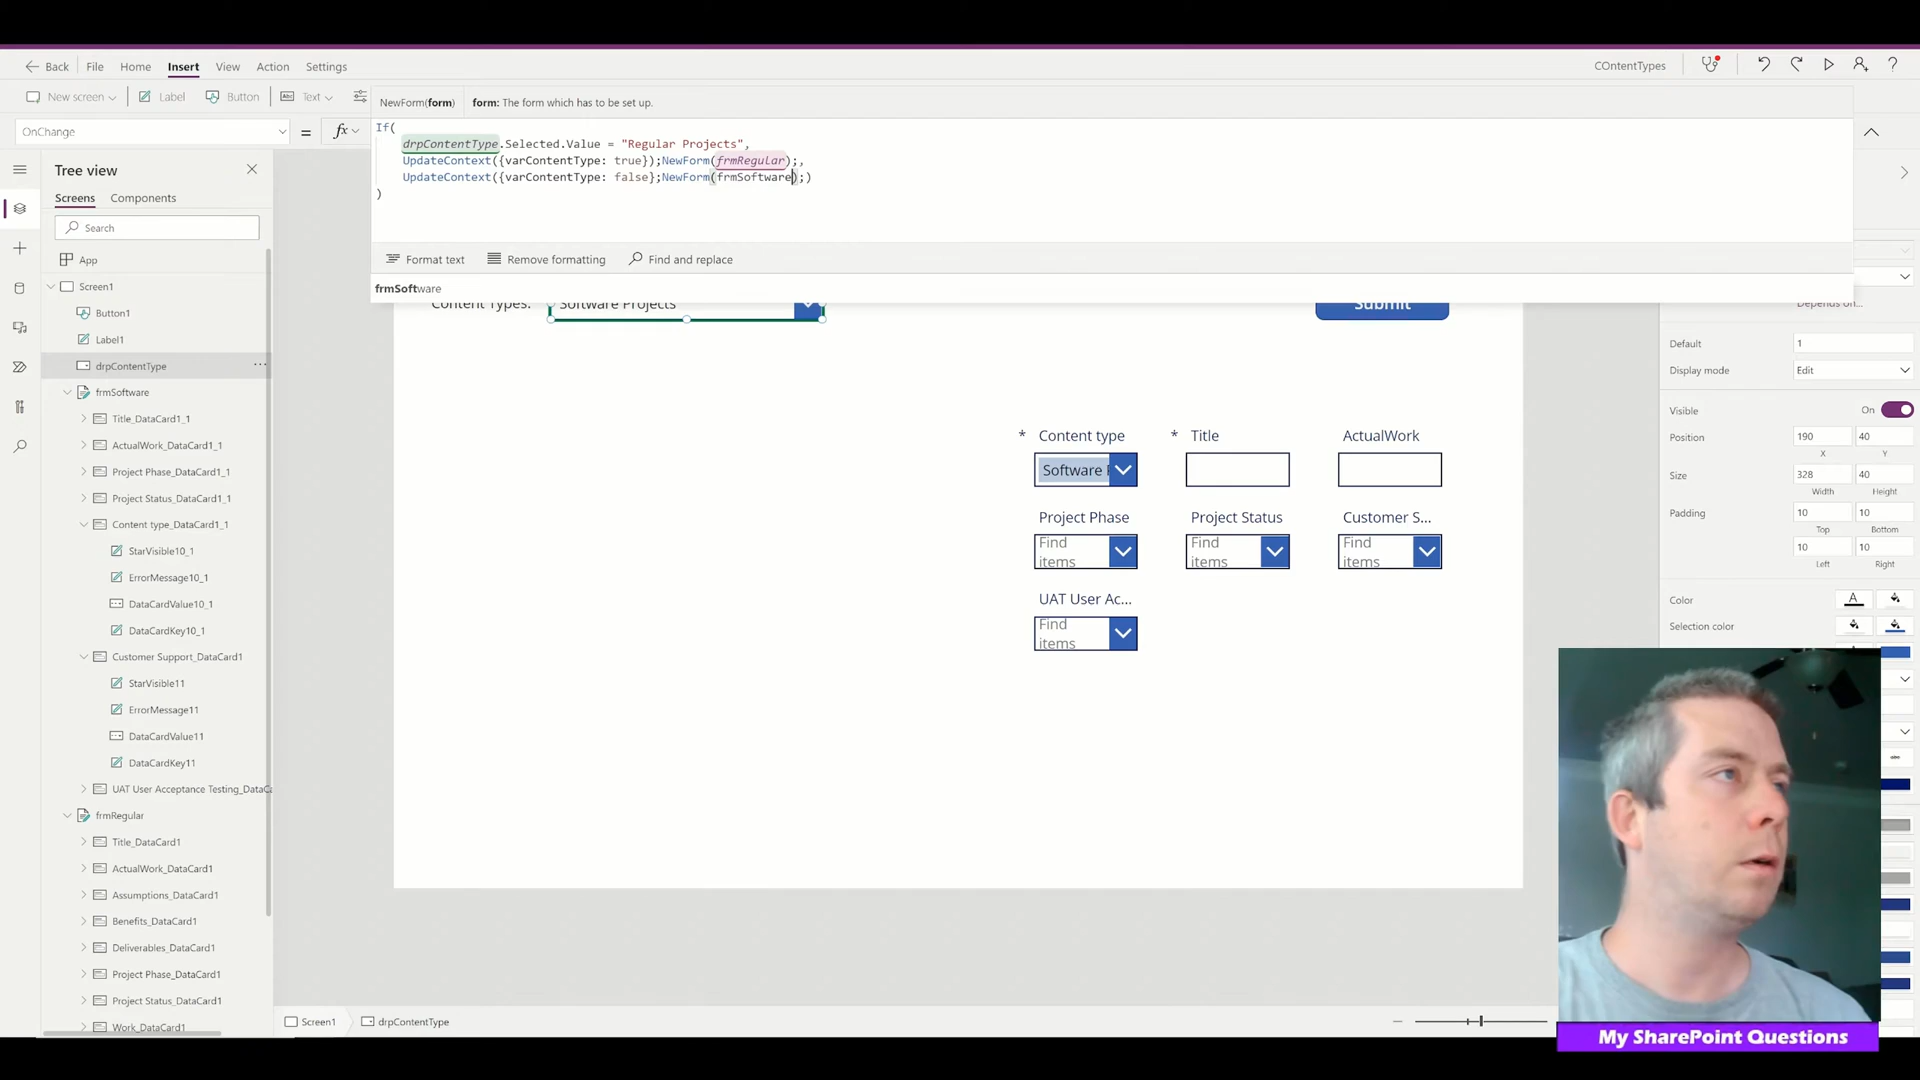 Back File Home Insert View Action Settings COntentTypes
New screen Label Button Text
NewForm(form) form: The form which has to be set up.
OnChange = fx
If(
drpContentType.Selected.Value = "Regular Projects",
UpdateContext({varContentType: true});NewForm(frmRegular);,
UpdateContext({varContentType: false};NewForm(frmSoftware);)
)
Format text Remove formatting Find and replace
frmSoftware
Tree view
Screens Components
Search
App
Screen1
Button1
Label1
drpContentType
frmSoftware
Title_DataCard1_1
ActualWork_DataCard1_1
Project Phase_DataCard1_1
Project Status_DataCard1_1
Content type_DataCard1_1
StarVisible10_1
ErrorMessage10_1
DataCardValue10_1
DataCardKey10_1
Customer Support_DataCard1
StarVisible11
ErrorMessage11
DataCardValue11
DataCardKey11
UAT User Acceptance Testing_DataCa
frmRegular
Title_DataCard1
ActualWork_DataCard1
Assumptions_DataCard1
Benefits_DataCard1
Deliverables_DataCard1
Project Phase_DataCard1
Project Status_DataCard1
Work_DataCard1
Content Types: Software Projects Submit
* Content type * Title ActualWork
Software P
Project Phase Project Status Customer S...
Find items Find items Find items
UAT User Ac...
Find items
Depends on...
Default 1
Display mode Edit
Visible On
Position 190 40
X Y
Size 328 40
Width Height
Padding 10 10
Top Bottom
10 10
Left Right
Color A
Selection color
abc
Screen1 drpContentType
My SharePoint Questions